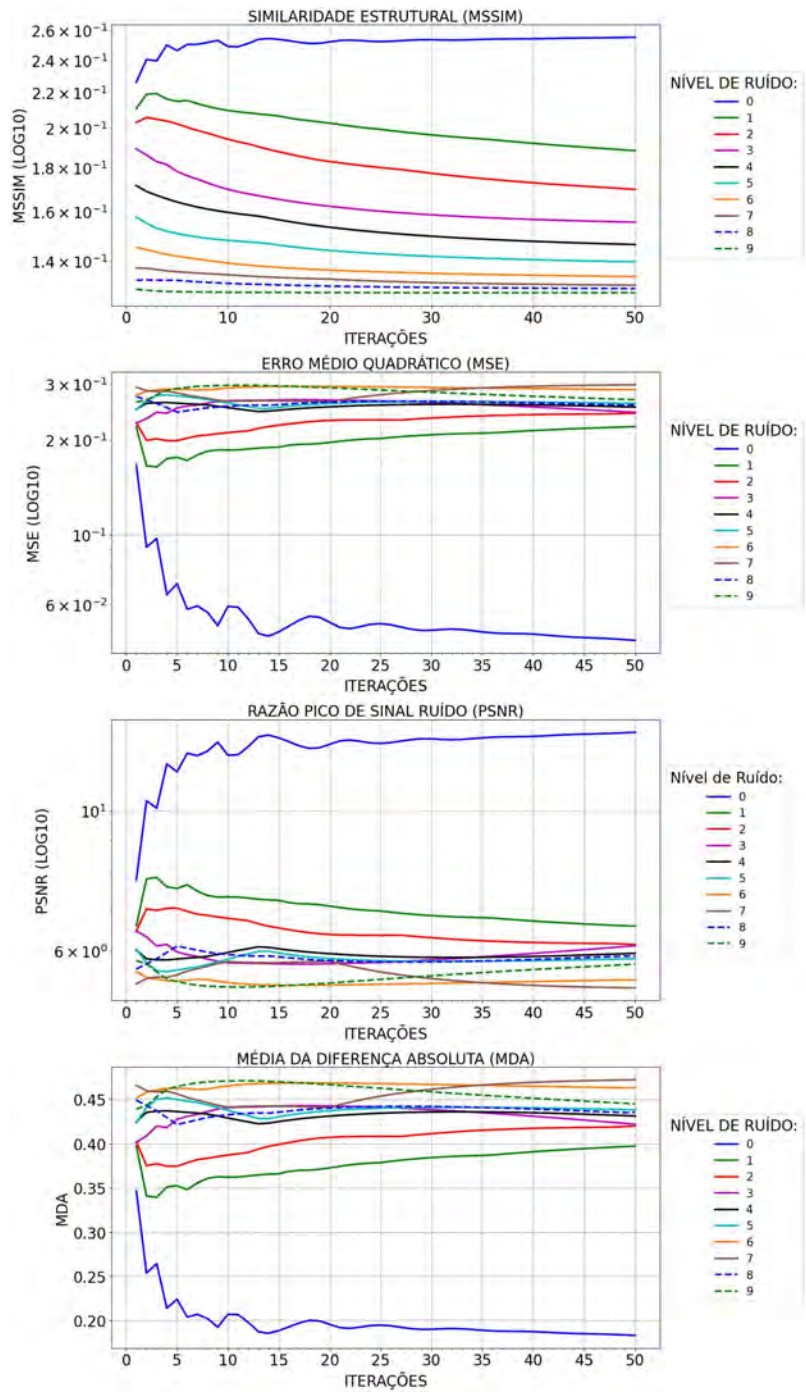 SIMILARIDADE ESTRUTURAL (MSSIM)
2.6 × 10⁻¹
2.4 × 10⁻¹
2.2 × 10⁻¹
2 × 10⁻¹
1.8 × 10⁻¹
1.6 × 10⁻¹
1.4 × 10⁻¹
MSSIM (LOG10)
0 5 10 15 20 25 30 35 40 45 50
ITERAÇÕES
NÍVEL DE RUÍDO:
0
1
2
3
4
5
6
7
8
9
ERRO MÉDIO QUADRÁTICO (MSE)
3 × 10⁻¹
2 × 10⁻¹
10⁻¹
6 × 10⁻²
MSE (LOG10)
0 5 10 15 20 25 30 35 40 45 50
ITERAÇÕES
NÍVEL DE RUÍDO:
0
1
2
3
4
5
6
7
8
9
RAZÃO PICO DE SINAL RUÍDO (PSNR)
10¹
6 × 10⁰
PSNR (LOG10)
0 5 10 15 20 25 30 35 40 45 50
ITERAÇÕES
Nível de Ruído:
0
1
2
3
4
5
6
7
8
9
MÉDIA DA DIFERENÇA ABSOLUTA (MDA)
0.45
0.40
0.35
0.30
0.25
0.20
MDA
0 5 10 15 20 25 30 35 40 45 50
ITERAÇÕES
NÍVEL DE RUÍDO:
0
1
2
3
4
5
6
7
8
9